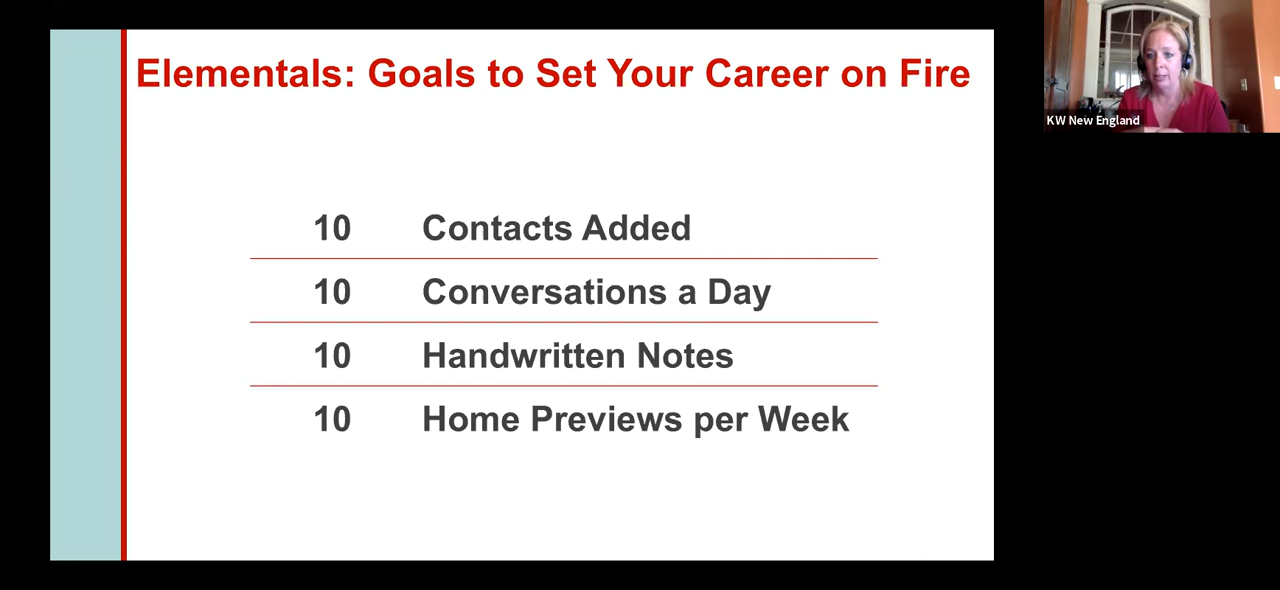 Elementals: Goals to Set Your Career on Fire
10 Contacts Added
10 Conversations a Day
10 Handwritten Notes
10 Home Previews per Week
KW New England